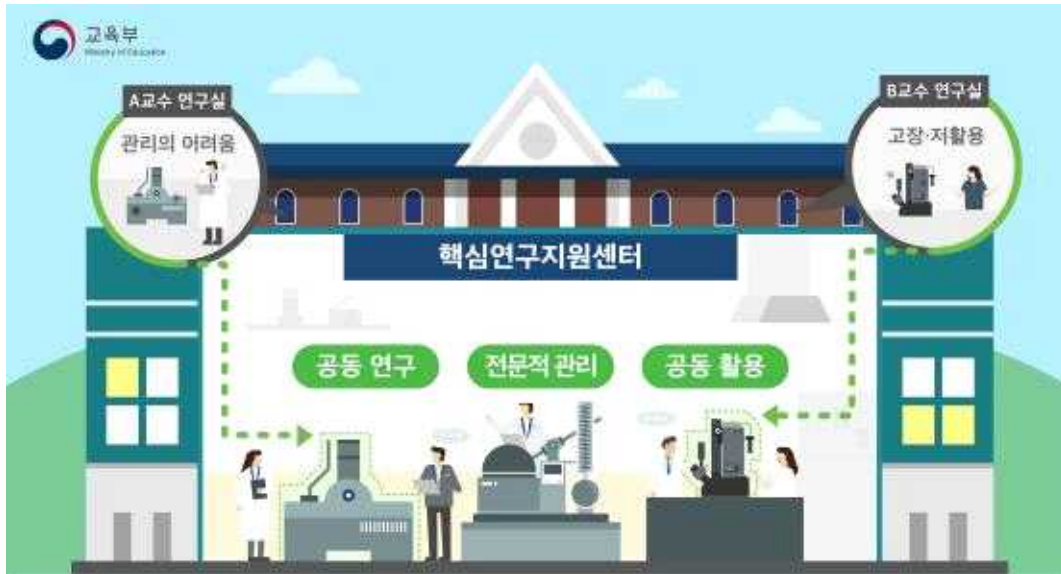 교육부
Ministry of Education
A교수 연구실
관리의 어려움
B교수 연구실
고장·저활용
핵심연구지원센터
공동 연구
전문적 관리
공동 활용